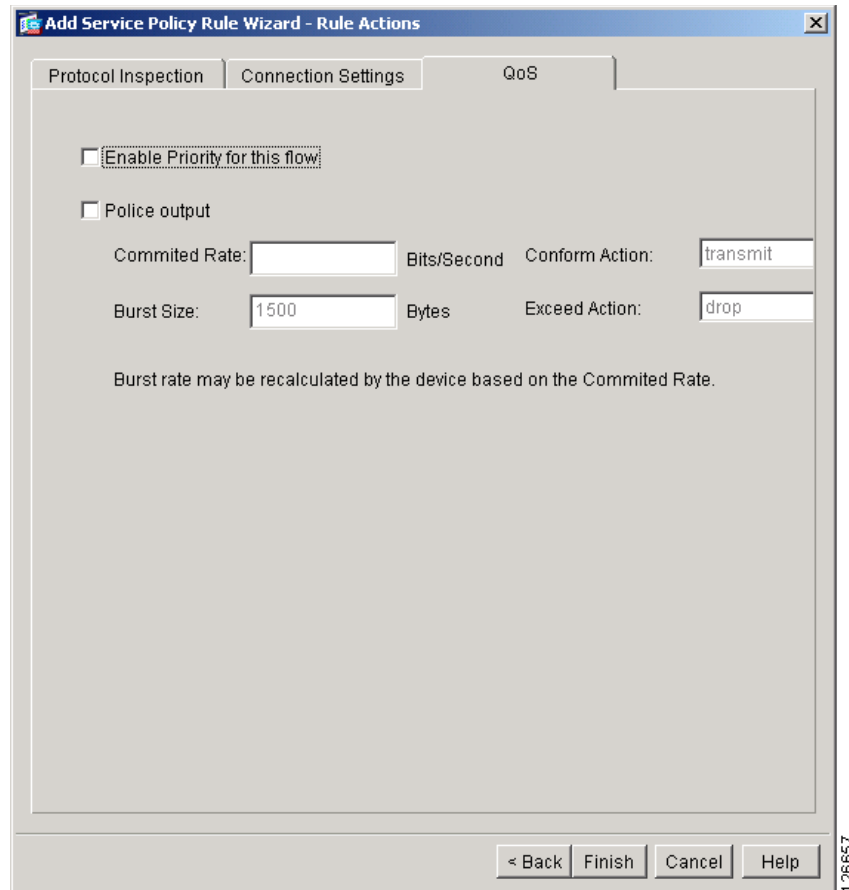 Add Service Policy Rule Wizard - Rule Actions
Protocol Inspection Connection Settings QoS
Enable Priority for this flow
Police output
Commited Rate: Bits/Second Conform Action: transmit
Burst Size: 1500 Bytes Exceed Action: drop
Burst rate may be recalculated by the device based on the Commited Rate.
< Back Finish Cancel Help
126657